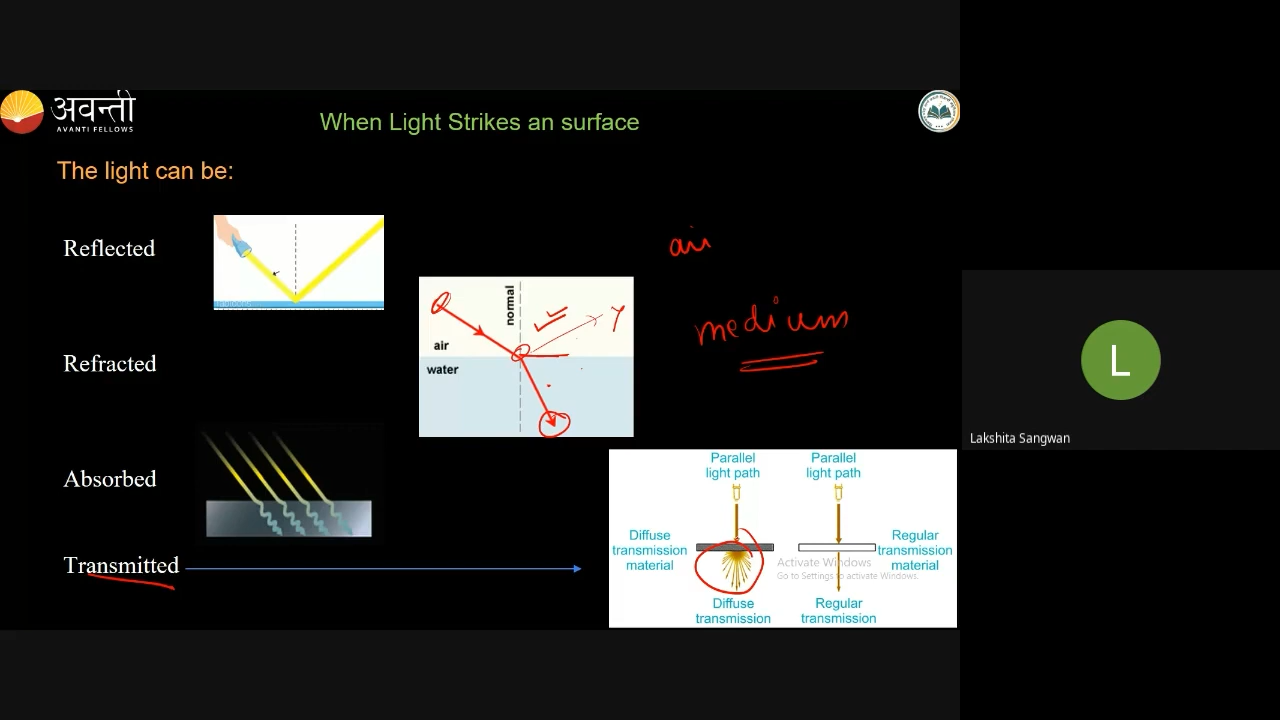 अवन्ती
AVANTI FELLOWS
When Light Strikes an surface
The light can be:
Reflected
air
normal
medium
Y
air
water
Refracted
Lakshita Sangwan
L
Absorbed
Parallel
light path
Parallel
light path
Diffuse
transmission
material
Regular
transmission
material
Activate Windows
Go to Settings to activate Windows.
Transmitted
Diffuse
transmission
Regular
transmission